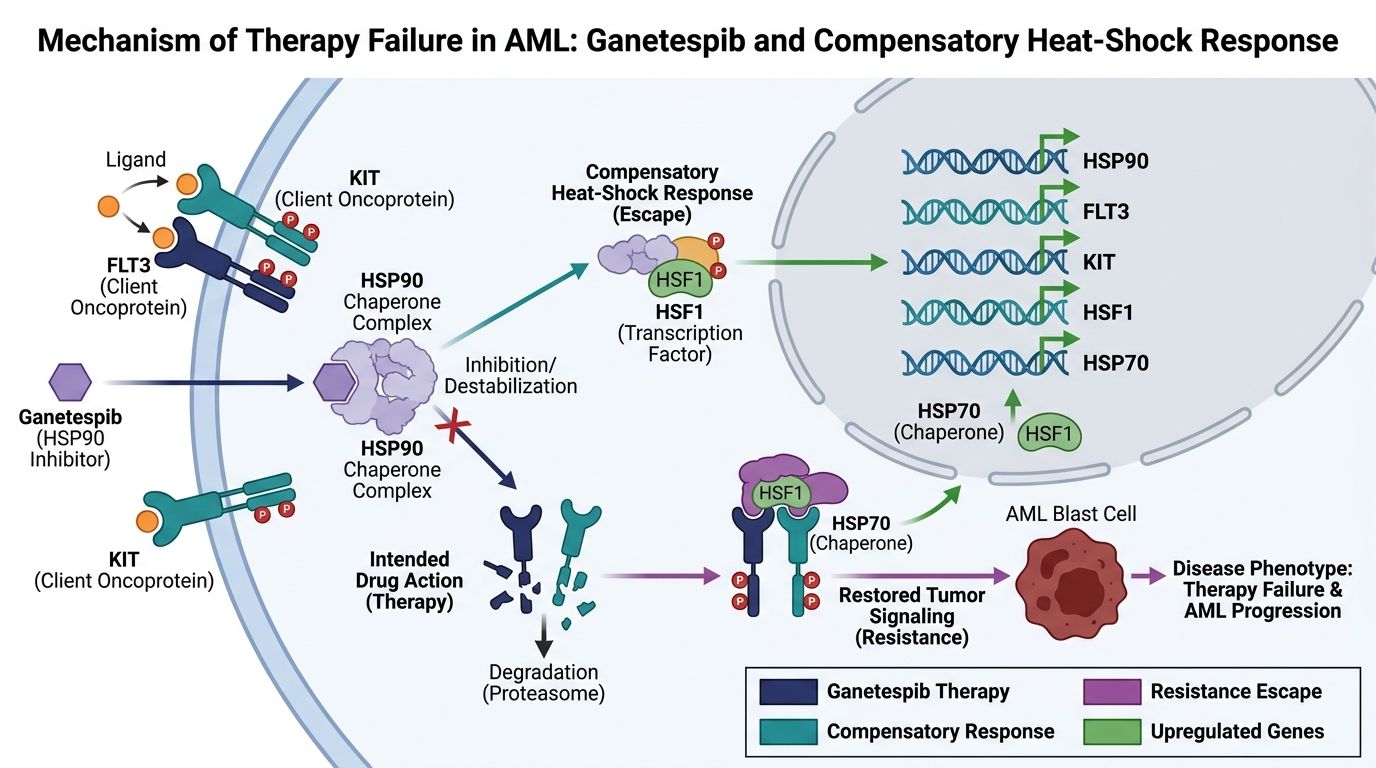 Mechanism of Therapy Failure in AML: Ganetespib and Compensatory Heat-Shock Response
Ligand
KIT
(Client Oncoprotein)
P
P
FLT3
(Client
Oncoprotein)
P
P
Ganetespib
(HSP90
Inhibitor)
KIT
(Client Oncoprotein)
P
P
HSP90
Chaperone
Complex
HSP90
Chaperone
Complex
Inhibition/
Destabilization
Compensatory
Heat-Shock Response
(Escape)
P
P
HSF1
HSF1
(Transcription
Factor)
HSP90
FLT3
KIT
HSF1
HSP70
HSP70
(Chaperone)
HSF1
Intended
Drug Action
(Therapy)
Degradation
(Proteasome)
HSF1
HSP70
(Chaperone)
P
P
P
P
Restored Tumor
Signaling
(Resistance)
AML Blast Cell
Disease Phenotype:
Therapy Failure &
AML Progression
Ganetespib Therapy
Resistance Escape
Compensatory Response
Upregulated Genes